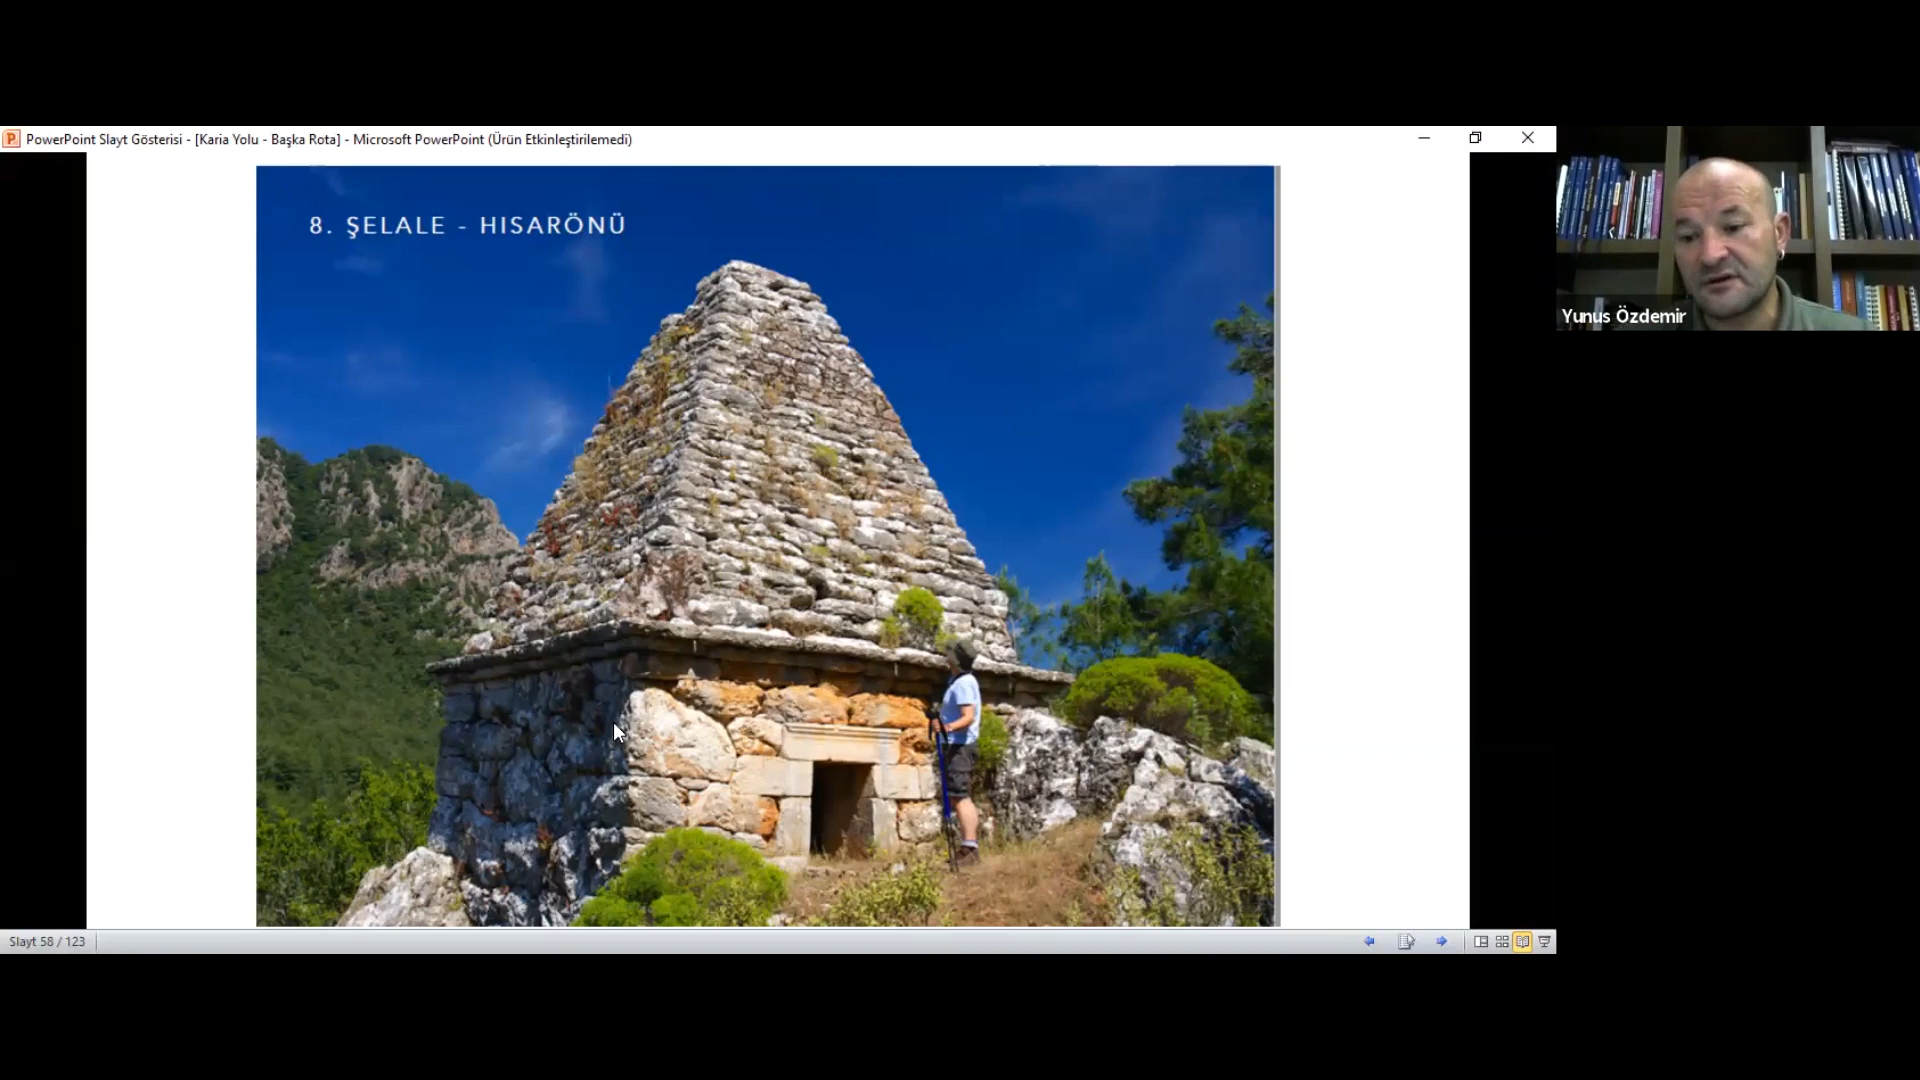 PowerPoint Slayt Gösterisi - [Karia Yolu - Başka Rota] - Microsoft PowerPoint (Ürün Etkinleştirilemedi)
8. ŞELALE - HISARÖNÜ
Yunus Özdemir
Slayt 58 / 123